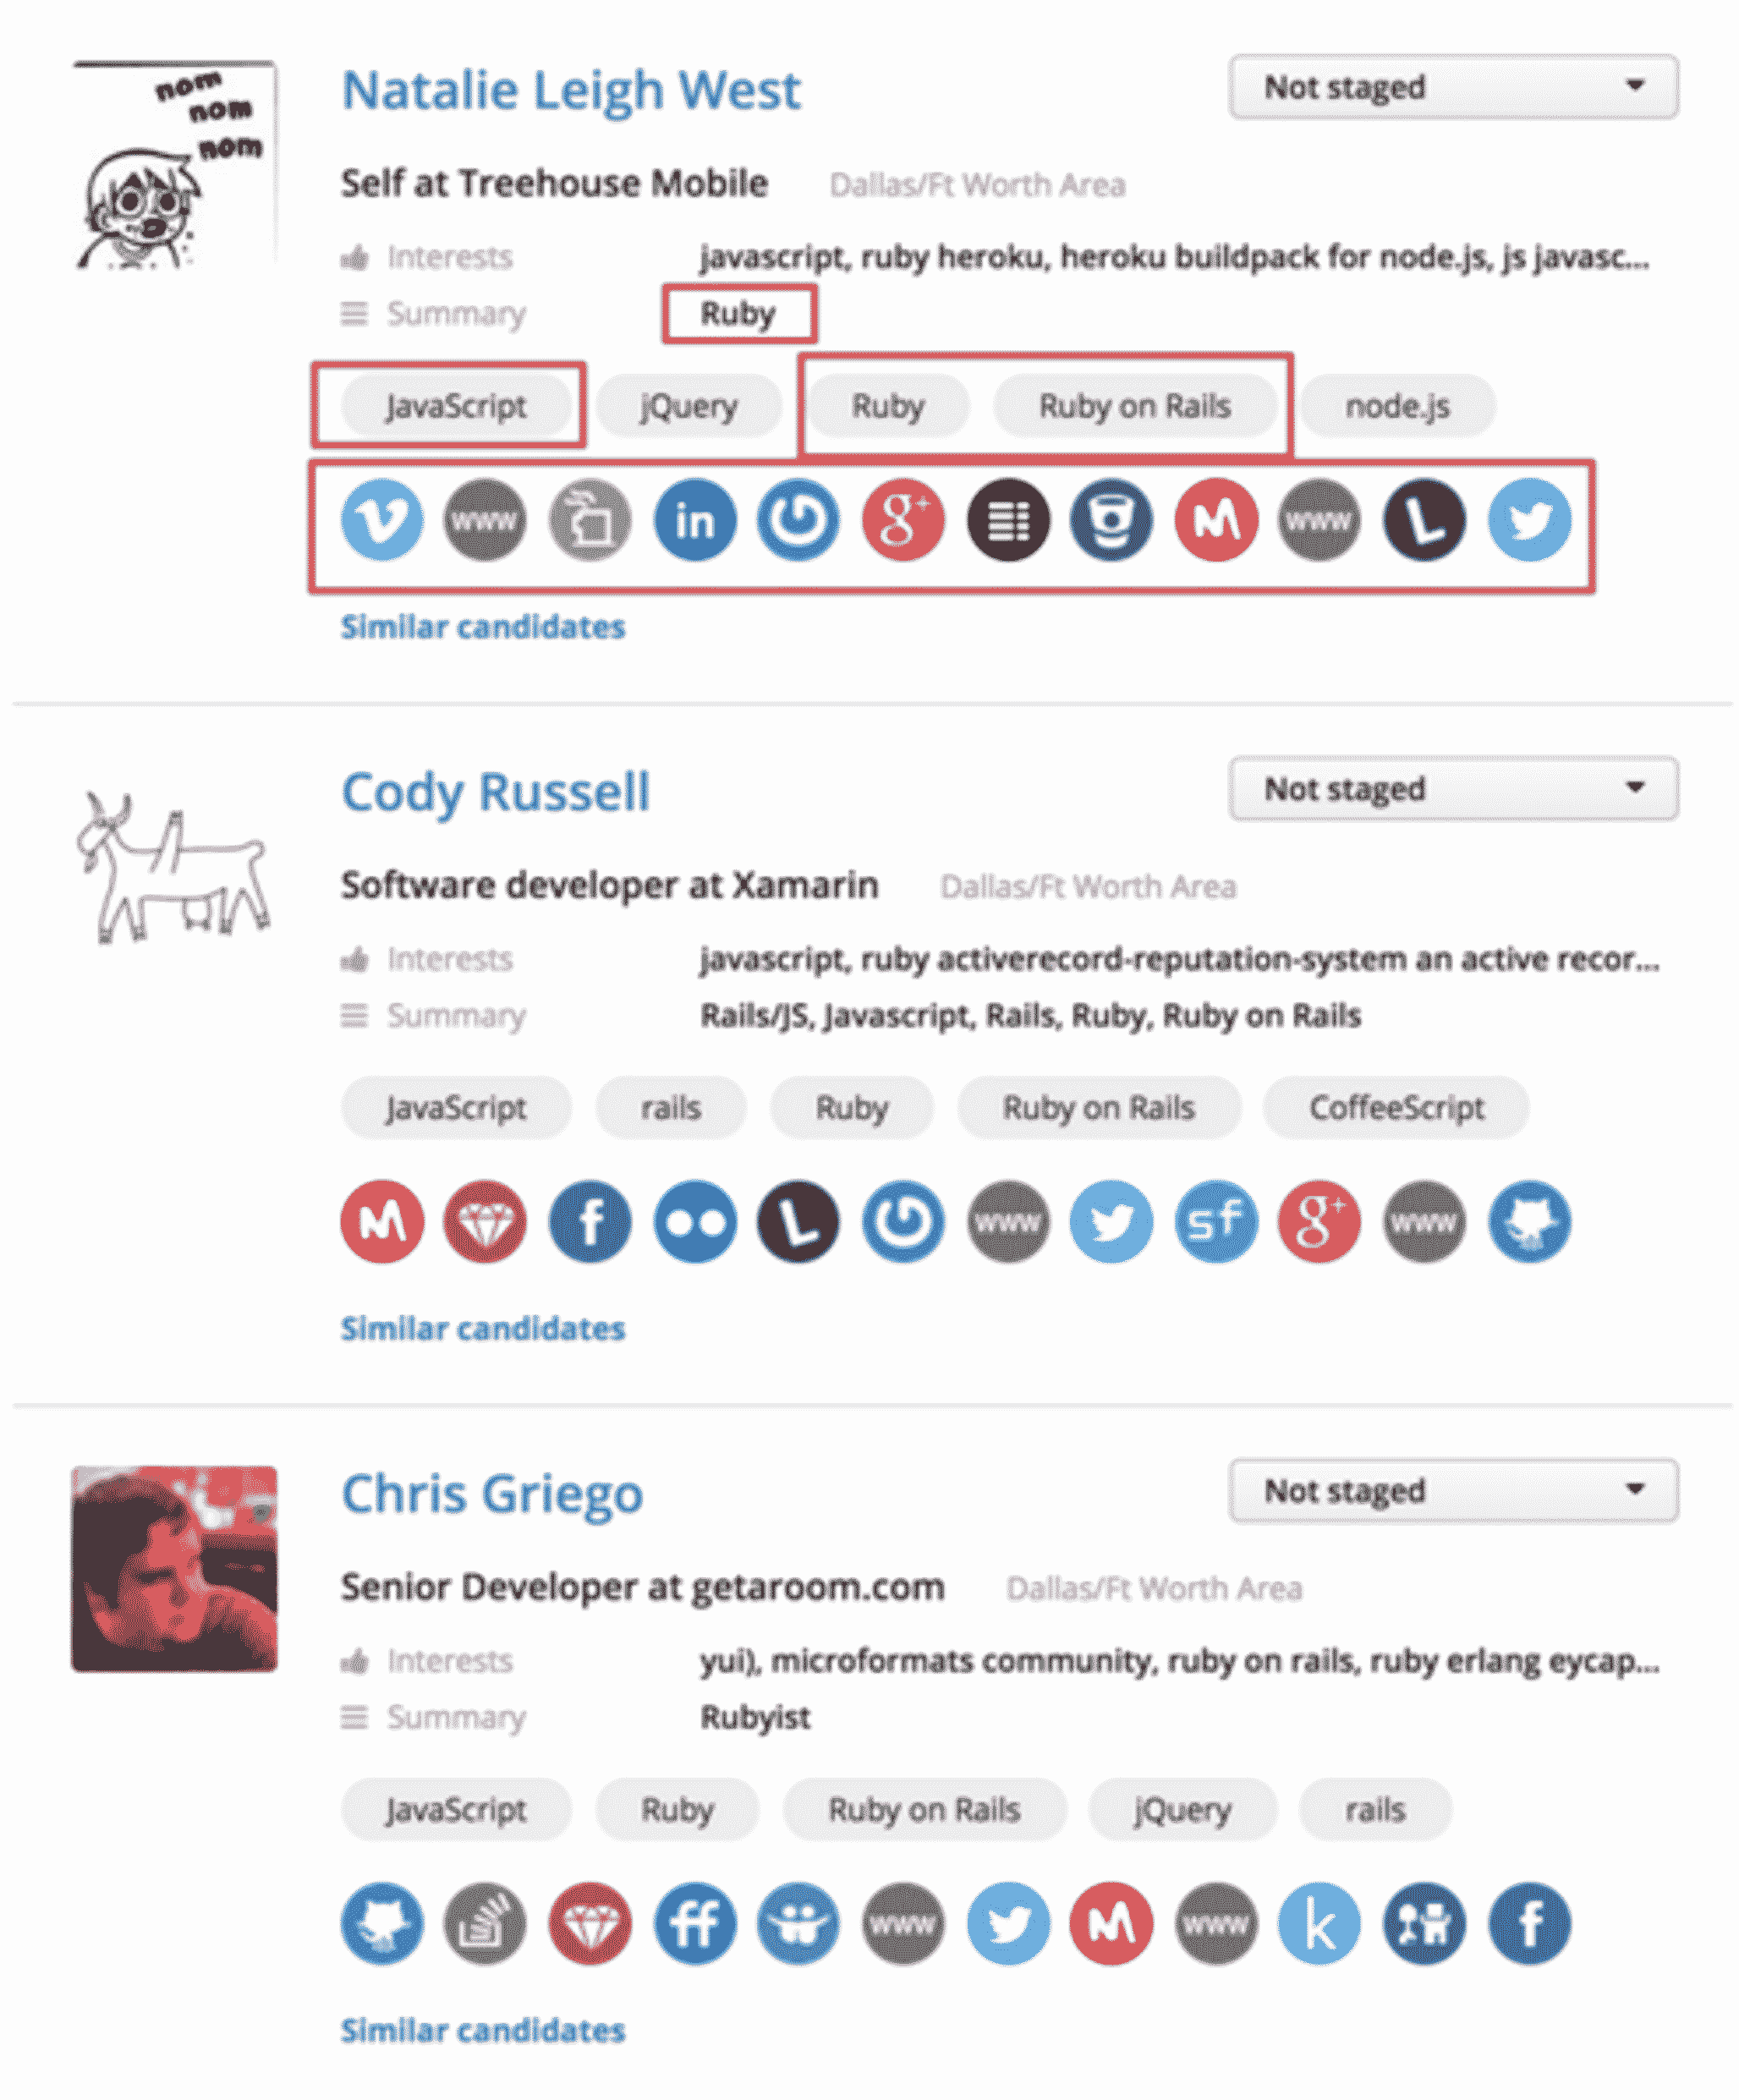 nom
nom
nom
Natalie Leigh West
Not staged
Self at Treehouse Mobile Dallas/Ft Worth Area
Interests javascript, ruby heroku, heroku buildpack for node.js, js javasc...
Summary Ruby
JavaScript jQuery Ruby Ruby on Rails node.js
www in g+ M www L
Similar candidates
Cody Russell
Not staged
Software developer at Xamarin Dallas/Ft Worth Area
Interests javascript, ruby activerecord-reputation-system an active recor...
Summary Rails/JS, Javascript, Rails, Ruby, Ruby on Rails
JavaScript rails Ruby Ruby on Rails CoffeeScript
M f L www sf g+ www
Similar candidates
Chris Griego
Not staged
Senior Developer at getaroom.com Dallas/Ft Worth Area
Interests yui), microformats community, ruby on rails, ruby erlang eycap...
Summary Rubyist
JavaScript Ruby Ruby on Rails jQuery rails
ff www M www k f
Similar candidates